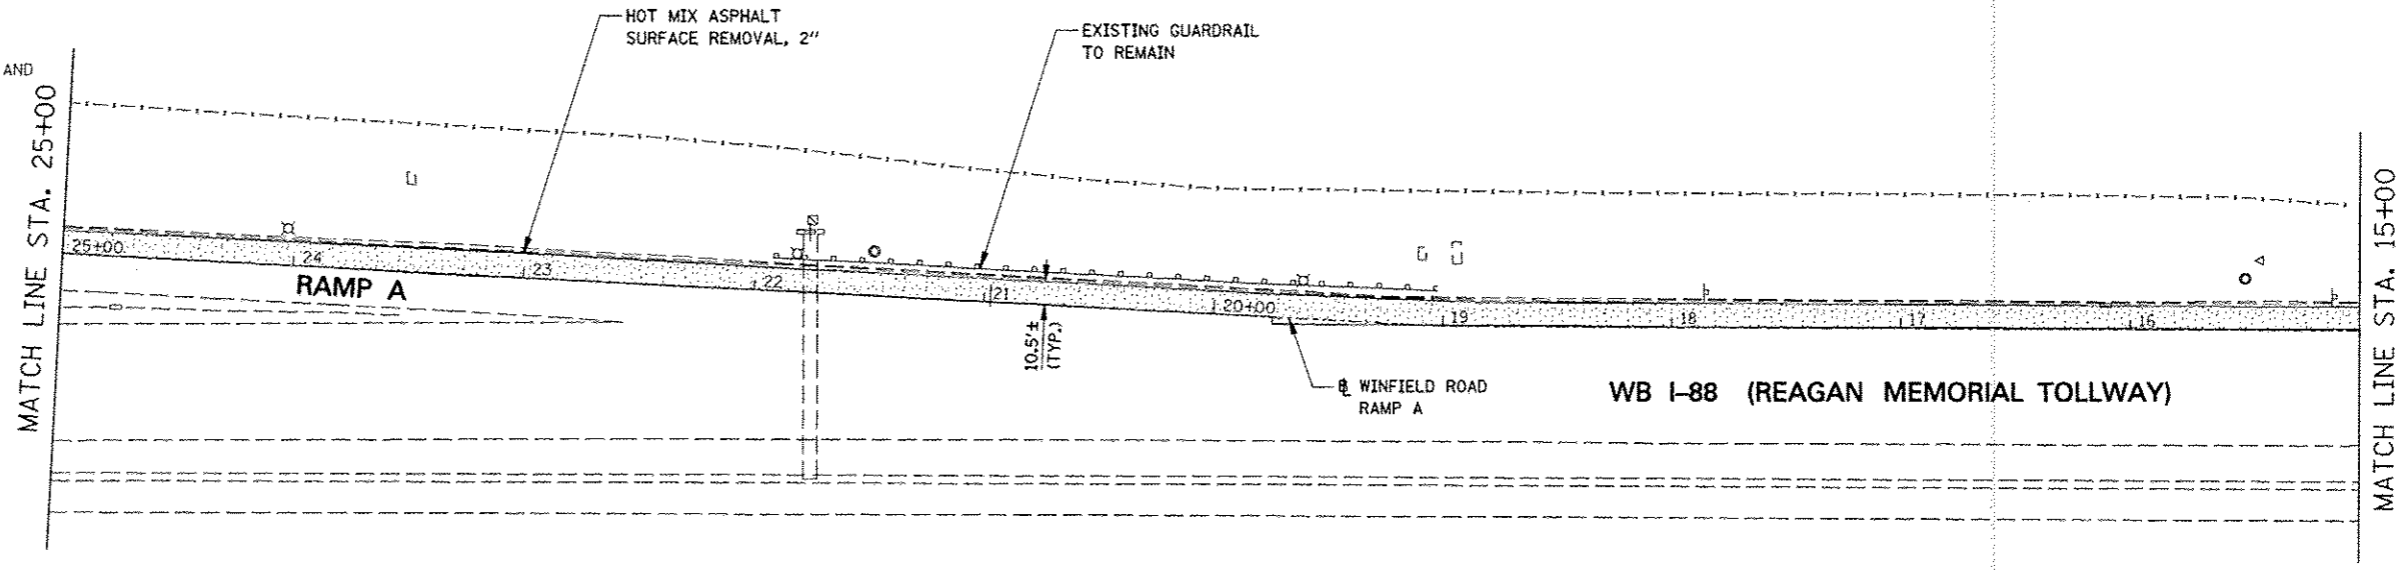 HOT MIX ASPHALT
SURFACE REMOVAL, 2"
EXISTING GUARDRAIL
TO REMAIN
AND
MATCH LINE STA. 25+00
25+00
24
23
22
21
20+00
19
18
17
16
RAMP A
10.5'±
(TYP.)
℄ WINFIELD ROAD
RAMP A
WB I-88 (REAGAN MEMORIAL TOLLWAY)
MATCH LINE STA. 15+00